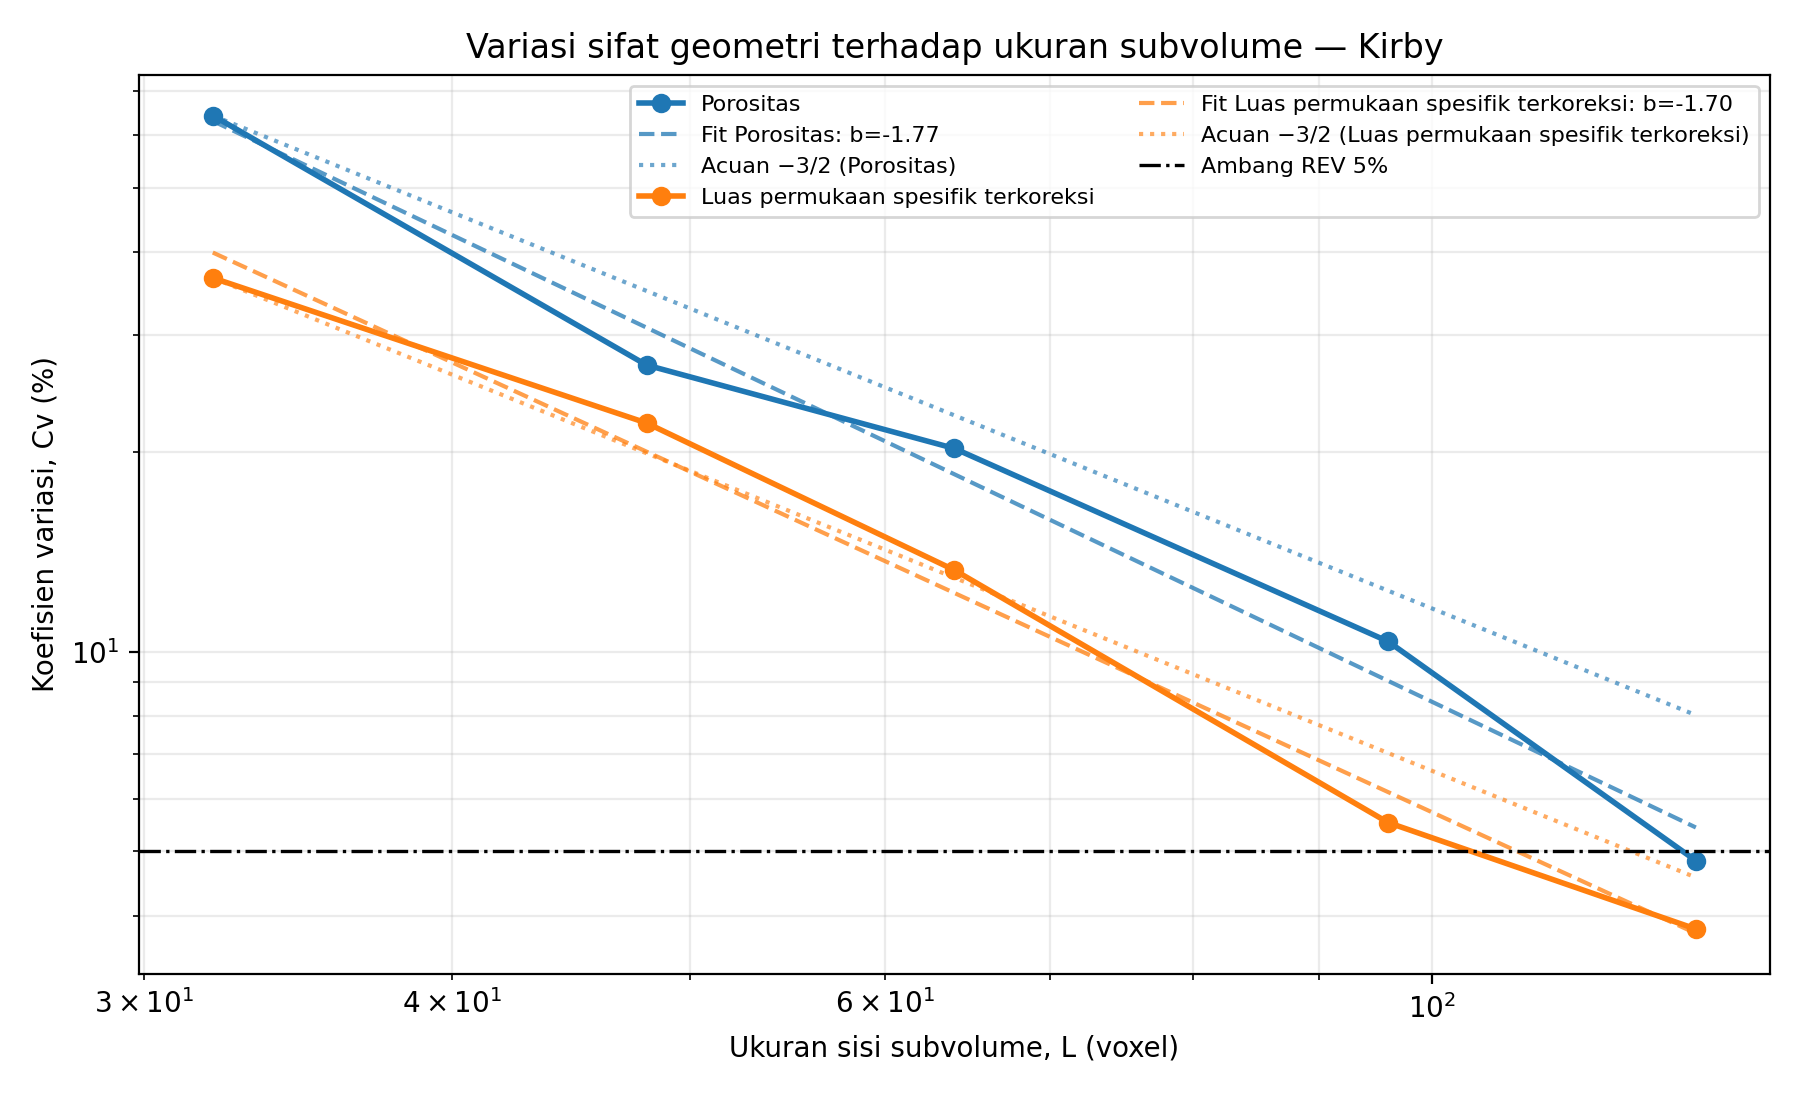 Variasi sifat geometri terhadap ukuran subvolume — Kirby
Porositas
Fit Porositas: b=-1.77
Acuan −3/2 (Porositas)
Luas permukaan spesifik terkoreksi
Fit Luas permukaan spesifik terkoreksi: b=-1.70
Acuan −3/2 (Luas permukaan spesifik terkoreksi)
Ambang REV 5%
Koefisien variasi, Cv (%)
10¹
3 × 10¹ 4 × 10¹ 6 × 10¹ 10²
Ukuran sisi subvolume, L (voxel)